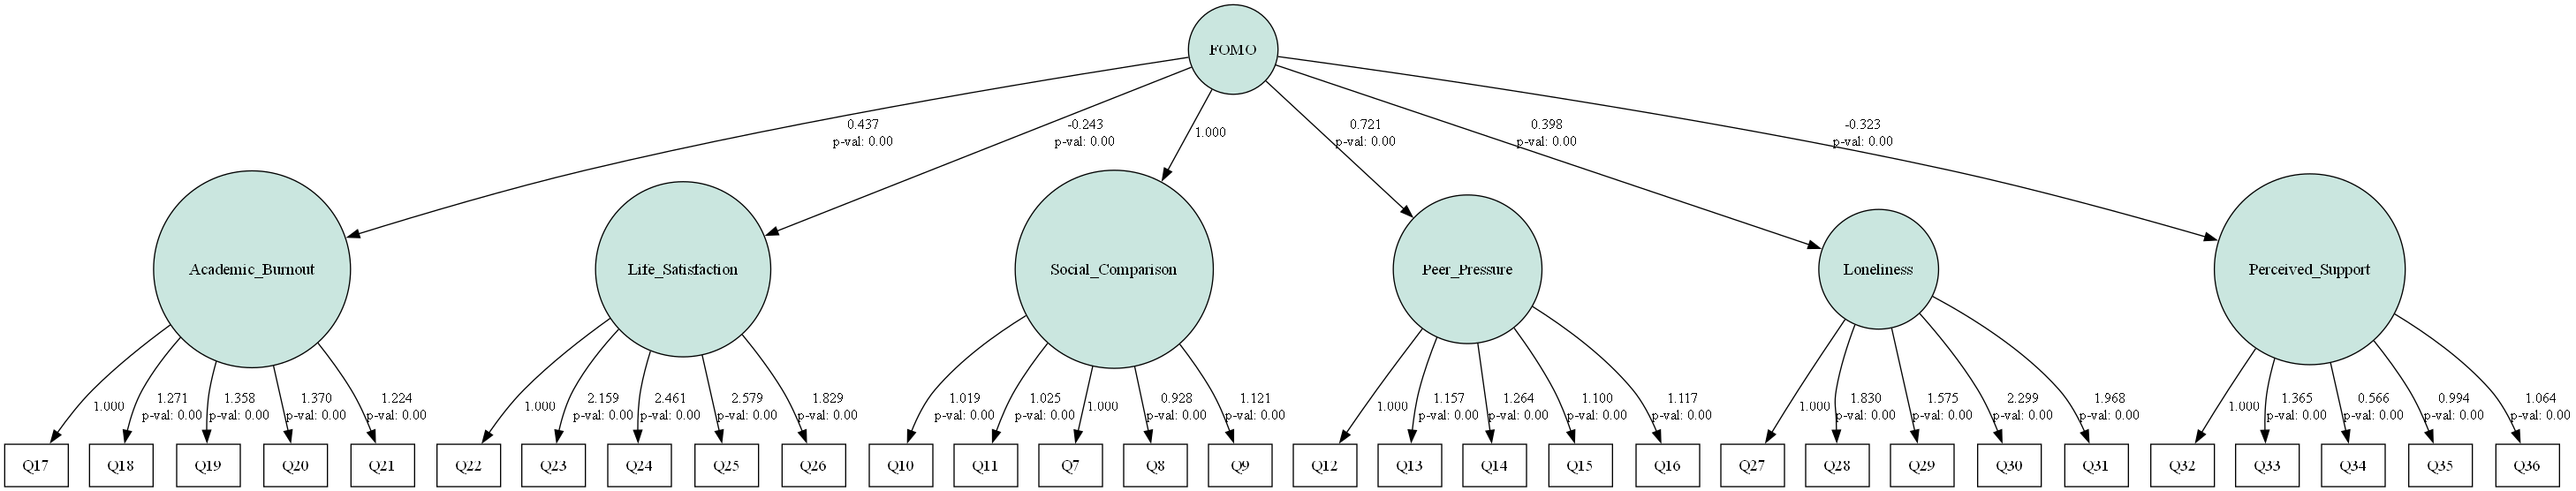 FOMO
0.437
p-val: 0.00
-0.243
p-val: 0.00
1.000
0.721
p-val: 0.00
0.398
p-val: 0.00
-0.323
p-val: 0.00
Academic_Burnout
Life_Satisfaction
Social_Comparison
Peer_Pressure
Loneliness
Perceived_Support
1.000
1.271
p-val: 0.00
1.358
p-val: 0.00
1.370
p-val: 0.00
1.224
p-val: 0.00
1.000
2.159
p-val: 0.00
2.461
p-val: 0.00
2.579
p-val: 0.00
1.829
p-val: 0.00
1.019
p-val: 0.00
1.025
p-val: 0.00
1.000
0.928
p-val: 0.00
1.121
p-val: 0.00
1.000
1.157
p-val: 0.00
1.264
p-val: 0.00
1.100
p-val: 0.00
1.117
p-val: 0.00
1.000
1.830
p-val: 0.00
1.575
p-val: 0.00
2.299
p-val: 0.00
1.968
p-val: 0.00
1.000
1.365
p-val: 0.00
0.566
p-val: 0.00
0.994
p-val: 0.00
1.064
p-val: 0.00
Q17
Q18
Q19
Q20
Q21
Q22
Q23
Q24
Q25
Q26
Q10
Q11
Q7
Q8
Q9
Q12
Q13
Q14
Q15
Q16
Q27
Q28
Q29
Q30
Q31
Q32
Q33
Q34
Q35
Q36